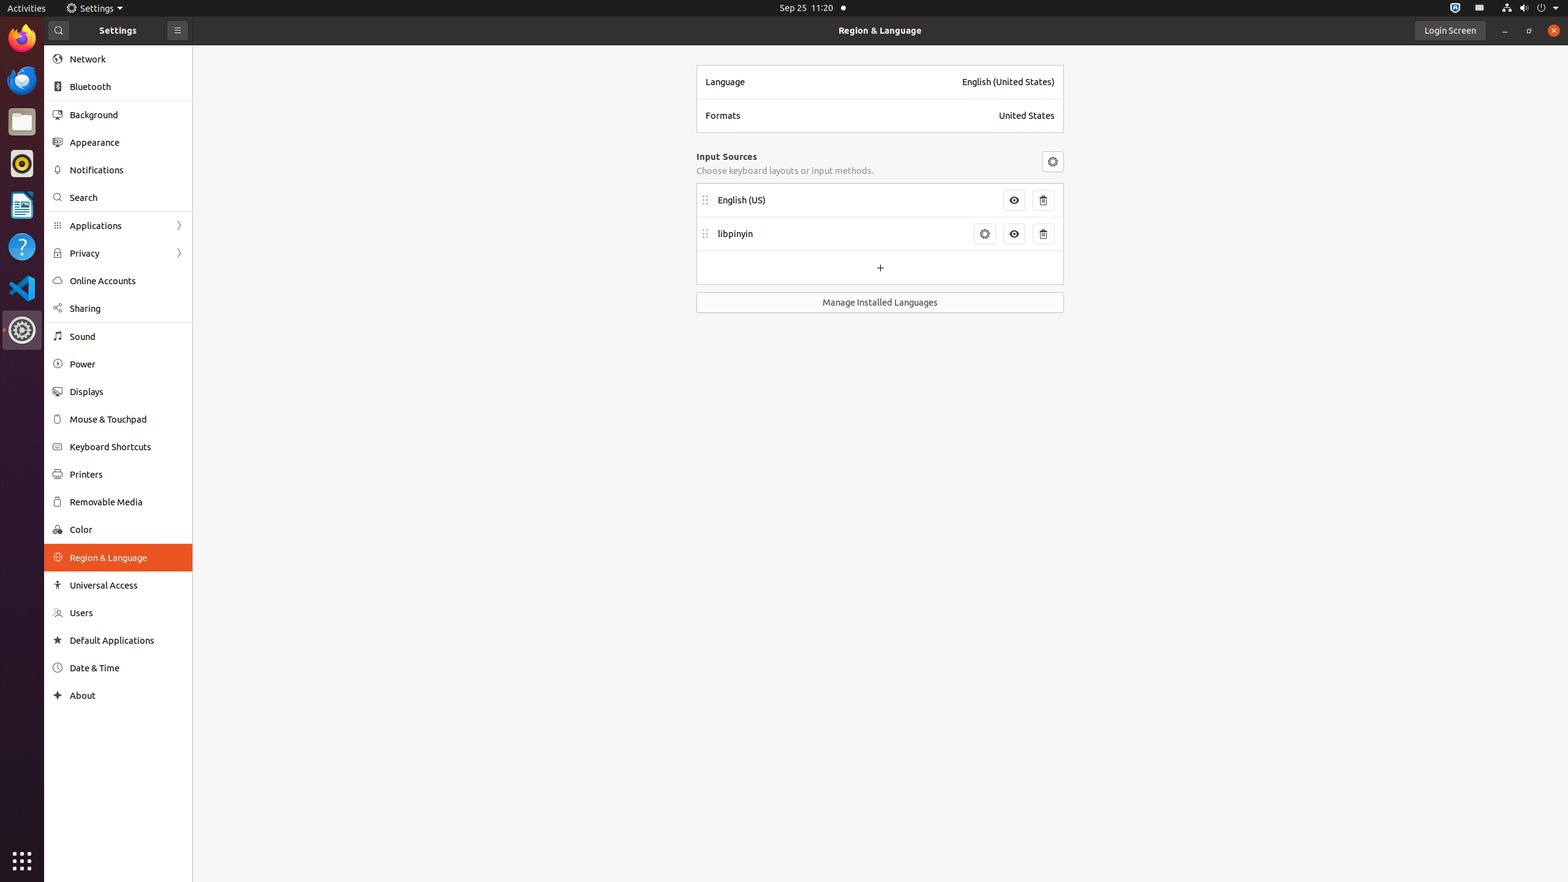 Activities
Settings
Sep 25 11:20
Settings
Region & Language
Login Screen
Network
Bluetooth
Background
Appearance
Notifications
Search
Applications
Privacy
Online Accounts
Sharing
Sound
Power
Displays
Mouse & Touchpad
Keyboard Shortcuts
Printers
Removable Media
Color
Region & Language
Universal Access
Users
Default Applications
Date & Time
About
Language
English (United States)
Formats
United States
Input Sources
Choose keyboard layouts or input methods.
English (US)
libpinyin
Manage Installed Languages